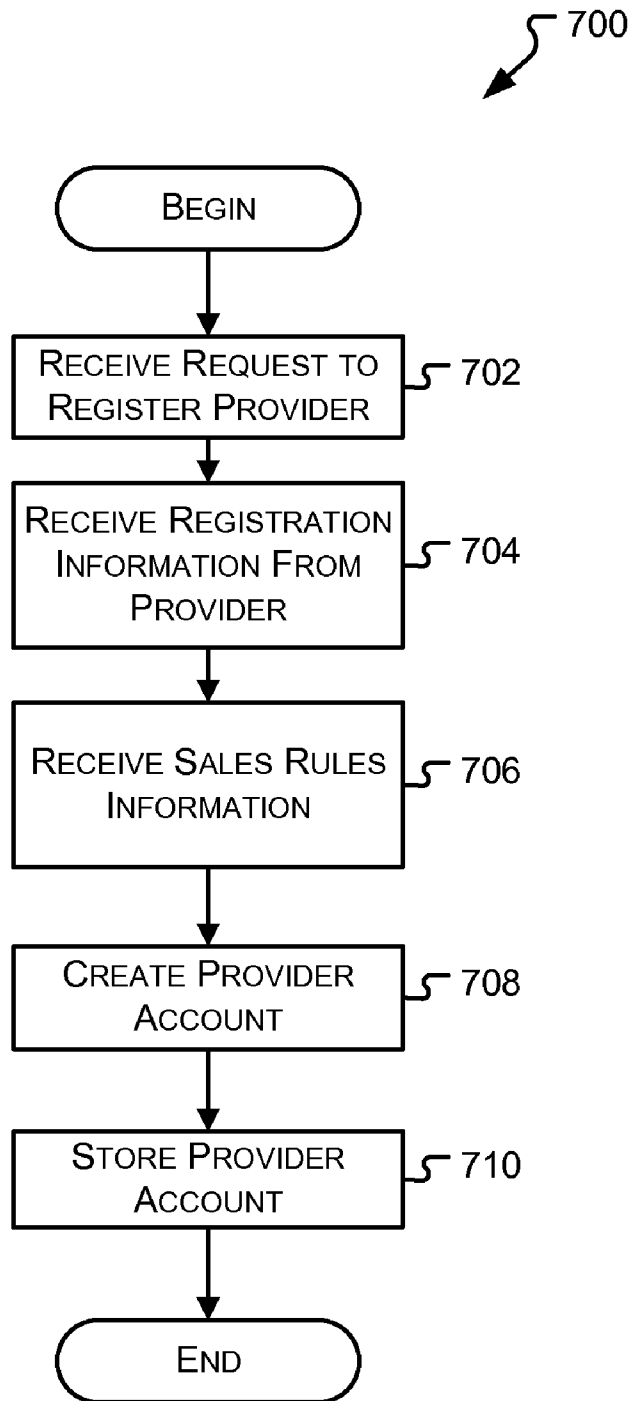 700
BEGIN
RECEIVE REQUEST TO
REGISTER PROVIDER
702
RECEIVE REGISTRATION
INFORMATION FROM
PROVIDER
704
RECEIVE SALES RULES
INFORMATION
706
CREATE PROVIDER
ACCOUNT
708
STORE PROVIDER
ACCOUNT
710
END